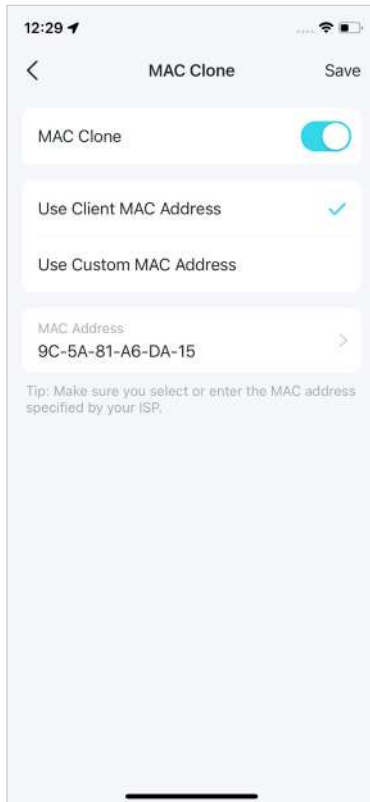 12:29
MAC Clone
Save
MAC Clone
Use Client MAC Address
Use Custom MAC Address
MAC Address
9C-5A-81-A6-DA-15
Tip: Make sure you select or enter the MAC address
specified by your ISP.